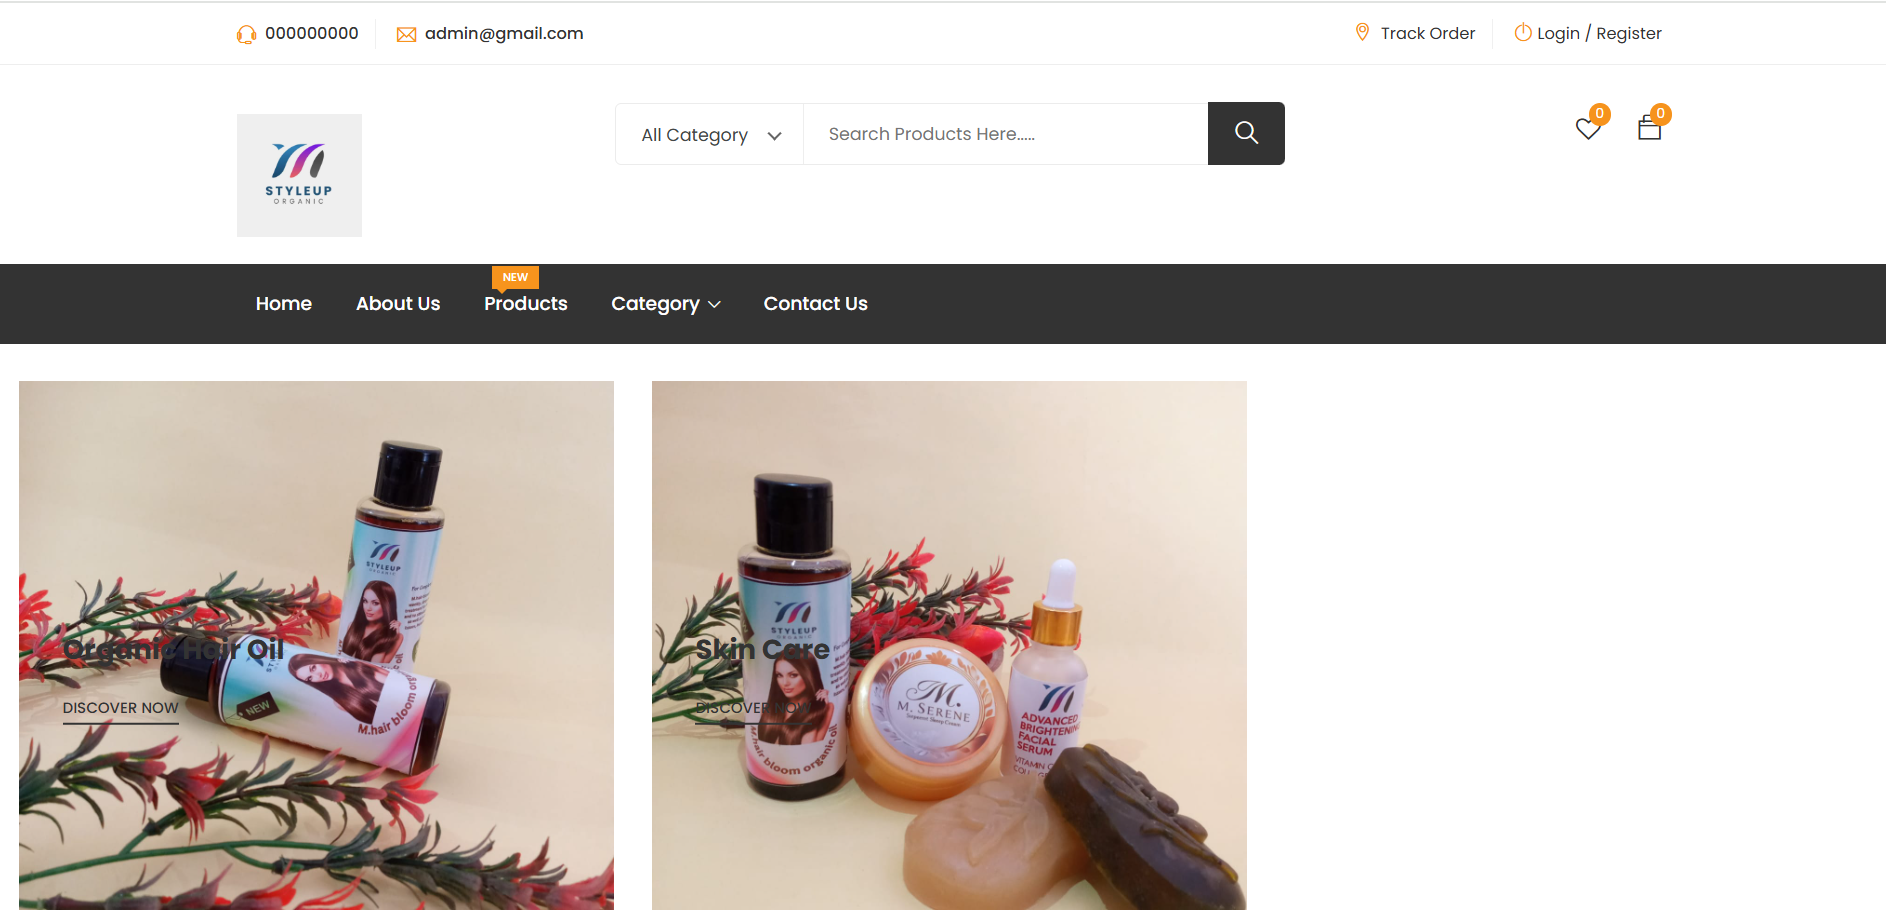 000000000
admin@gmail.com
Track Order
Login / Register
STYLEUP
ORGANIC
All Category
Search Products Here.....
0
0
NEW
Home
About Us
Products
Category
Contact Us
STYLEUP
ORGANIC
Organic Hair Oil
DISCOVER NOW
NEW
M.hair bloom
STYLEUP
ORGANIC
Skin Care
DISCOVER NOW
M.hair bloom organic oil
M.
M. SERENE
ADVANCED
BRIGHTENIN
FACIAL
SERUM
VITAMIN C